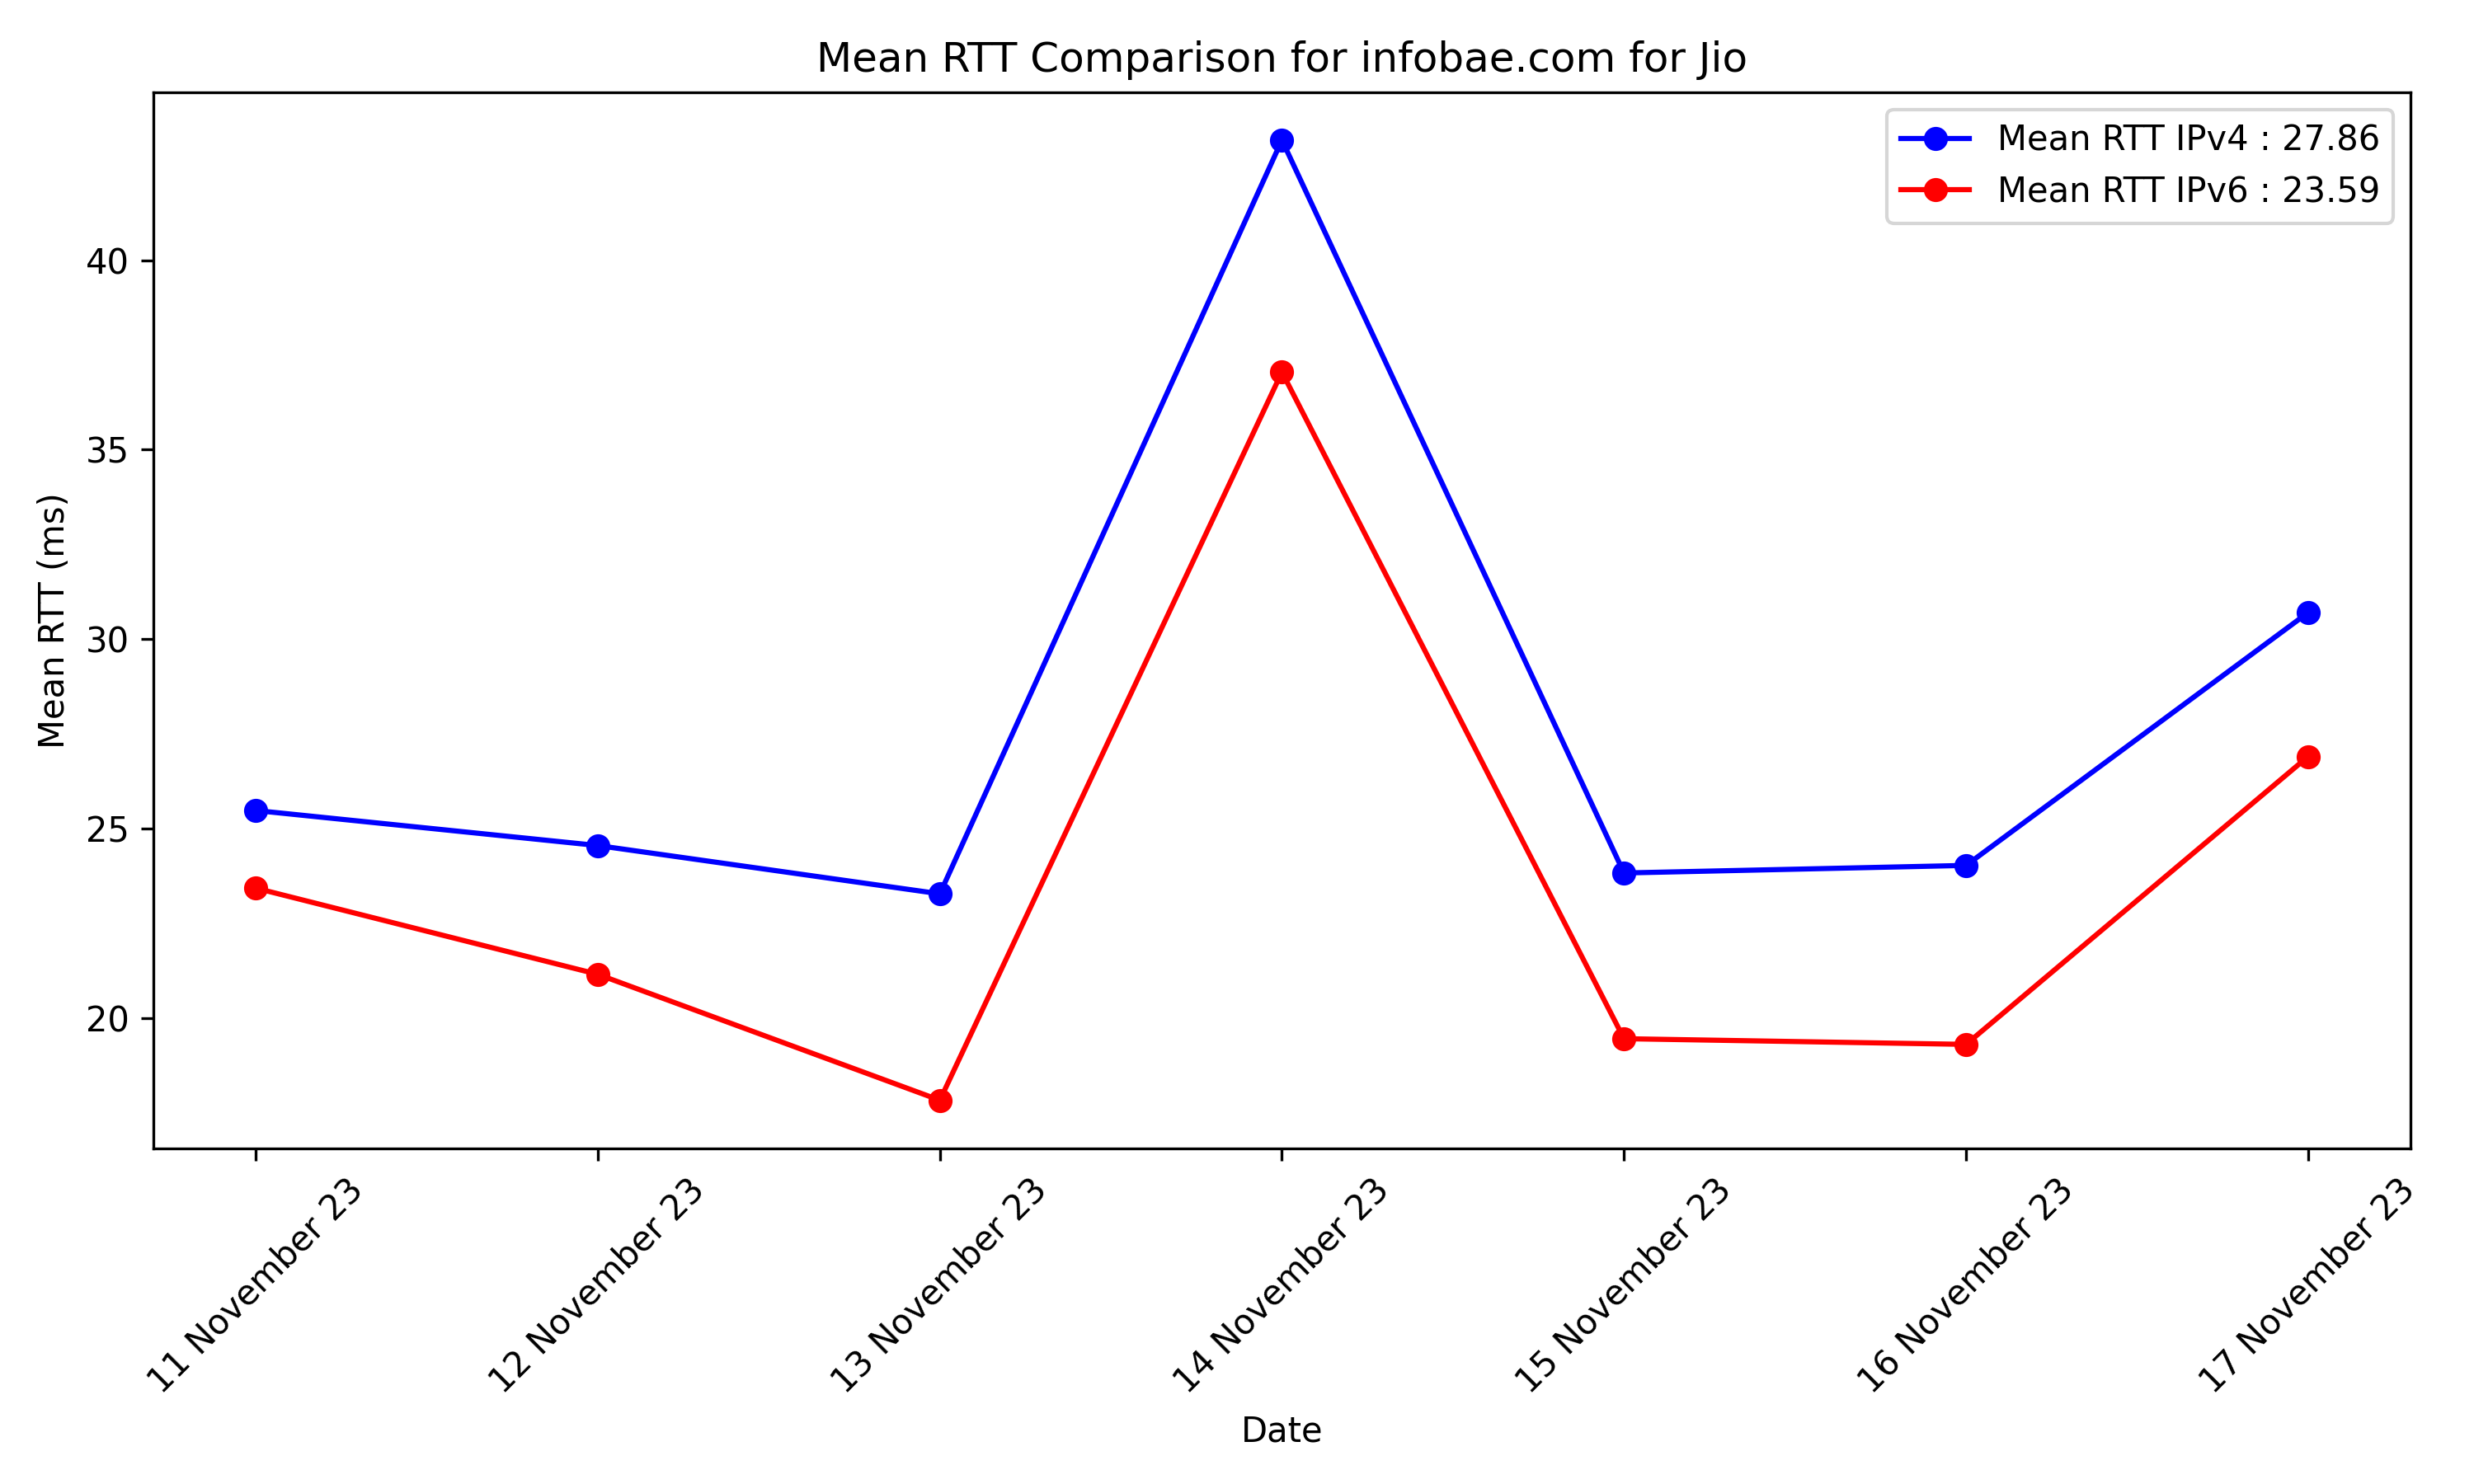 Mean RTT Comparison for infobae.com for Jio
Mean RTT IPv4 : 27.86
Mean RTT IPv6 : 23.59
Mean RTT (ms)
40
35
30
25
20
11 November 23
12 November 23
13 November 23
14 November 23
15 November 23
16 November 23
17 November 23
Date